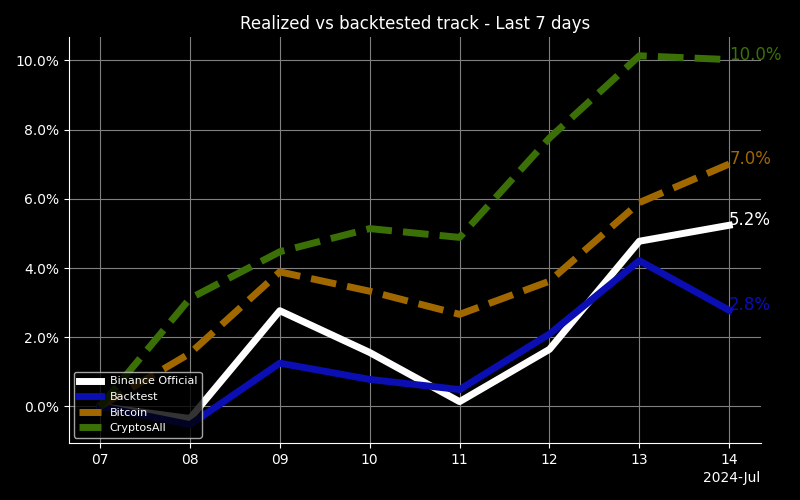 Realized vs backtested track - Last 7 days
10.0%
8.0%
6.0%
4.0%
2.0%
0.0%
10.0%
7.0%
5.2%
2.8%
Binance Official
Backtest
Bitcoin
CryptosAll
07 08 09 10 11 12 13 14
2024-Jul